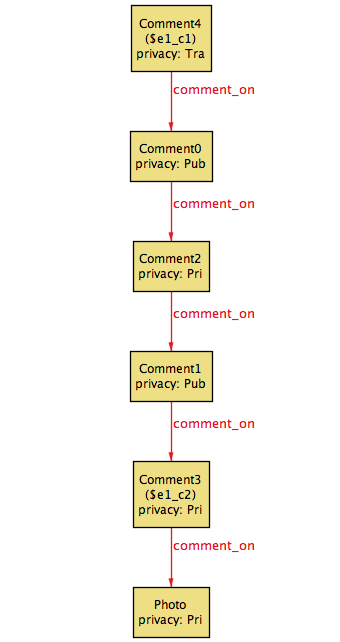 Comment4
($e1_c1)
privacy: Tra
comment_on
Comment0
privacy: Pub
comment_on
Comment2
privacy: Pri
comment_on
Comment1
privacy: Pub
comment_on
Comment3
($e1_c2)
privacy: Pri
comment_on
Photo
privacy: Pri